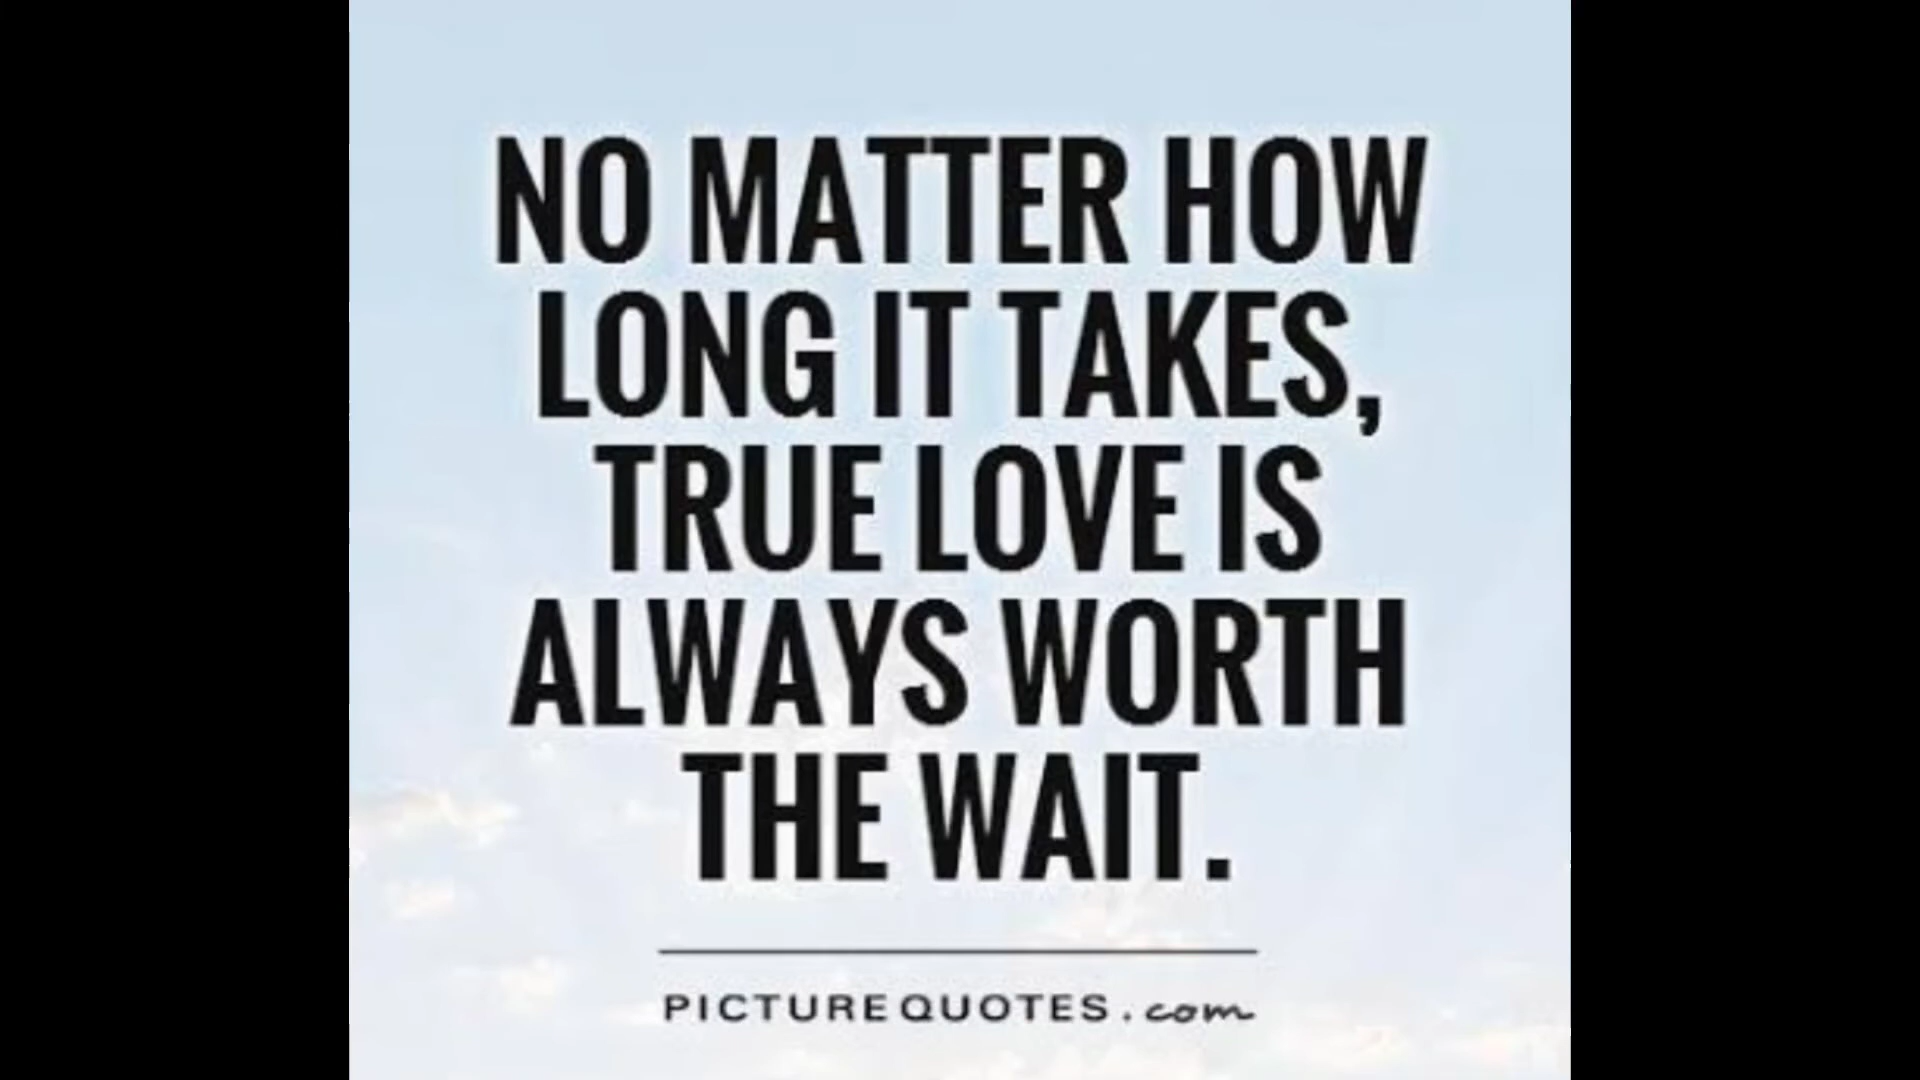 NO MATTER HOW
LONG IT TAKES,
TRUE LOVE IS
ALWAYS WORTH
THE WAIT.
PICTUREQUOTES.com